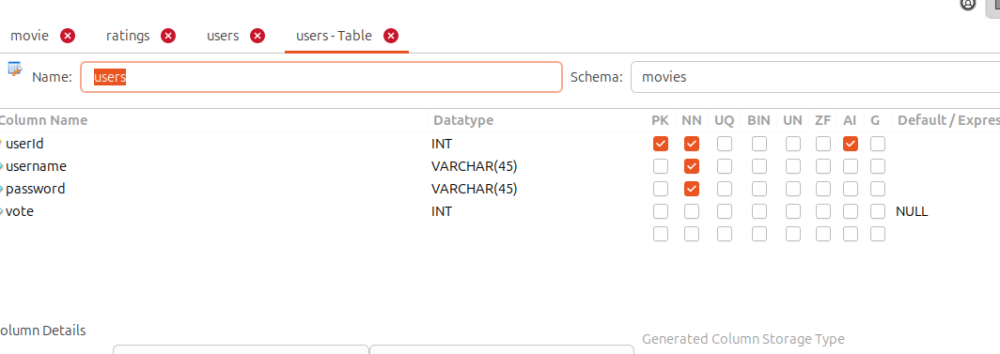 movie ratings users users - Table
Name: users Schema: movies
Column Name Datatype PK NN UQ BIN UN ZF AI G Default / Expres
userId INT
username VARCHAR(45)
password VARCHAR(45)
vote INT NULL
olumn Details
Generated Column Storage Type